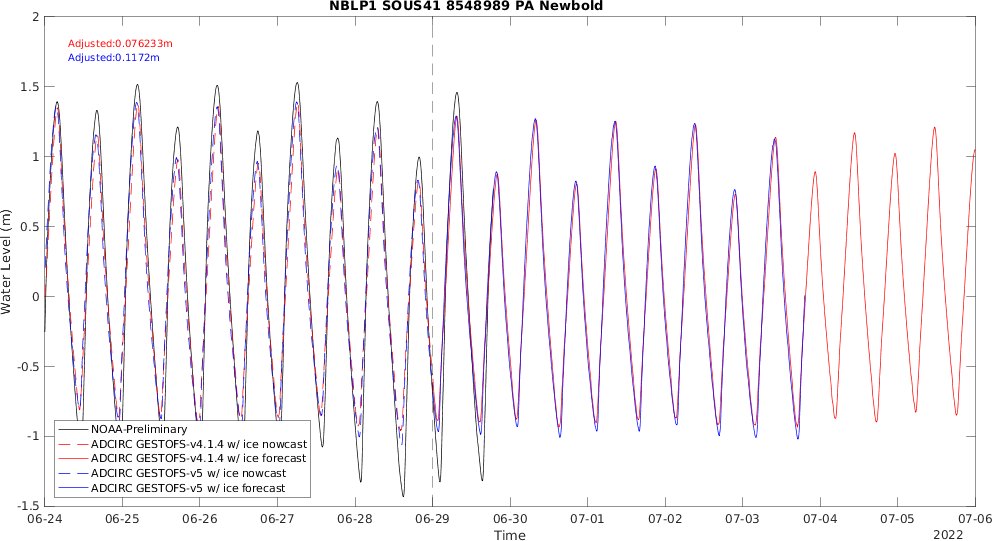 NBLP1 SOUS41 8548989 PA Newbold
Adjusted:0.076233m
Adjusted:0.1172m
2
1.5
1
0.5
0
-0.5
-1
-1.5
Water Level (m)
NOAA-Preliminary
ADCIRC GESTOFS-v4.1.4 w/ ice nowcast
ADCIRC GESTOFS-v4.1.4 w/ ice forecast
ADCIRC GESTOFS-v5 w/ ice nowcast
ADCIRC GESTOFS-v5 w/ ice forecast
06-24 06-25 06-26 06-27 06-28 06-29 06-30 07-01 07-02 07-03 07-04 07-05 07-06
Time
2022